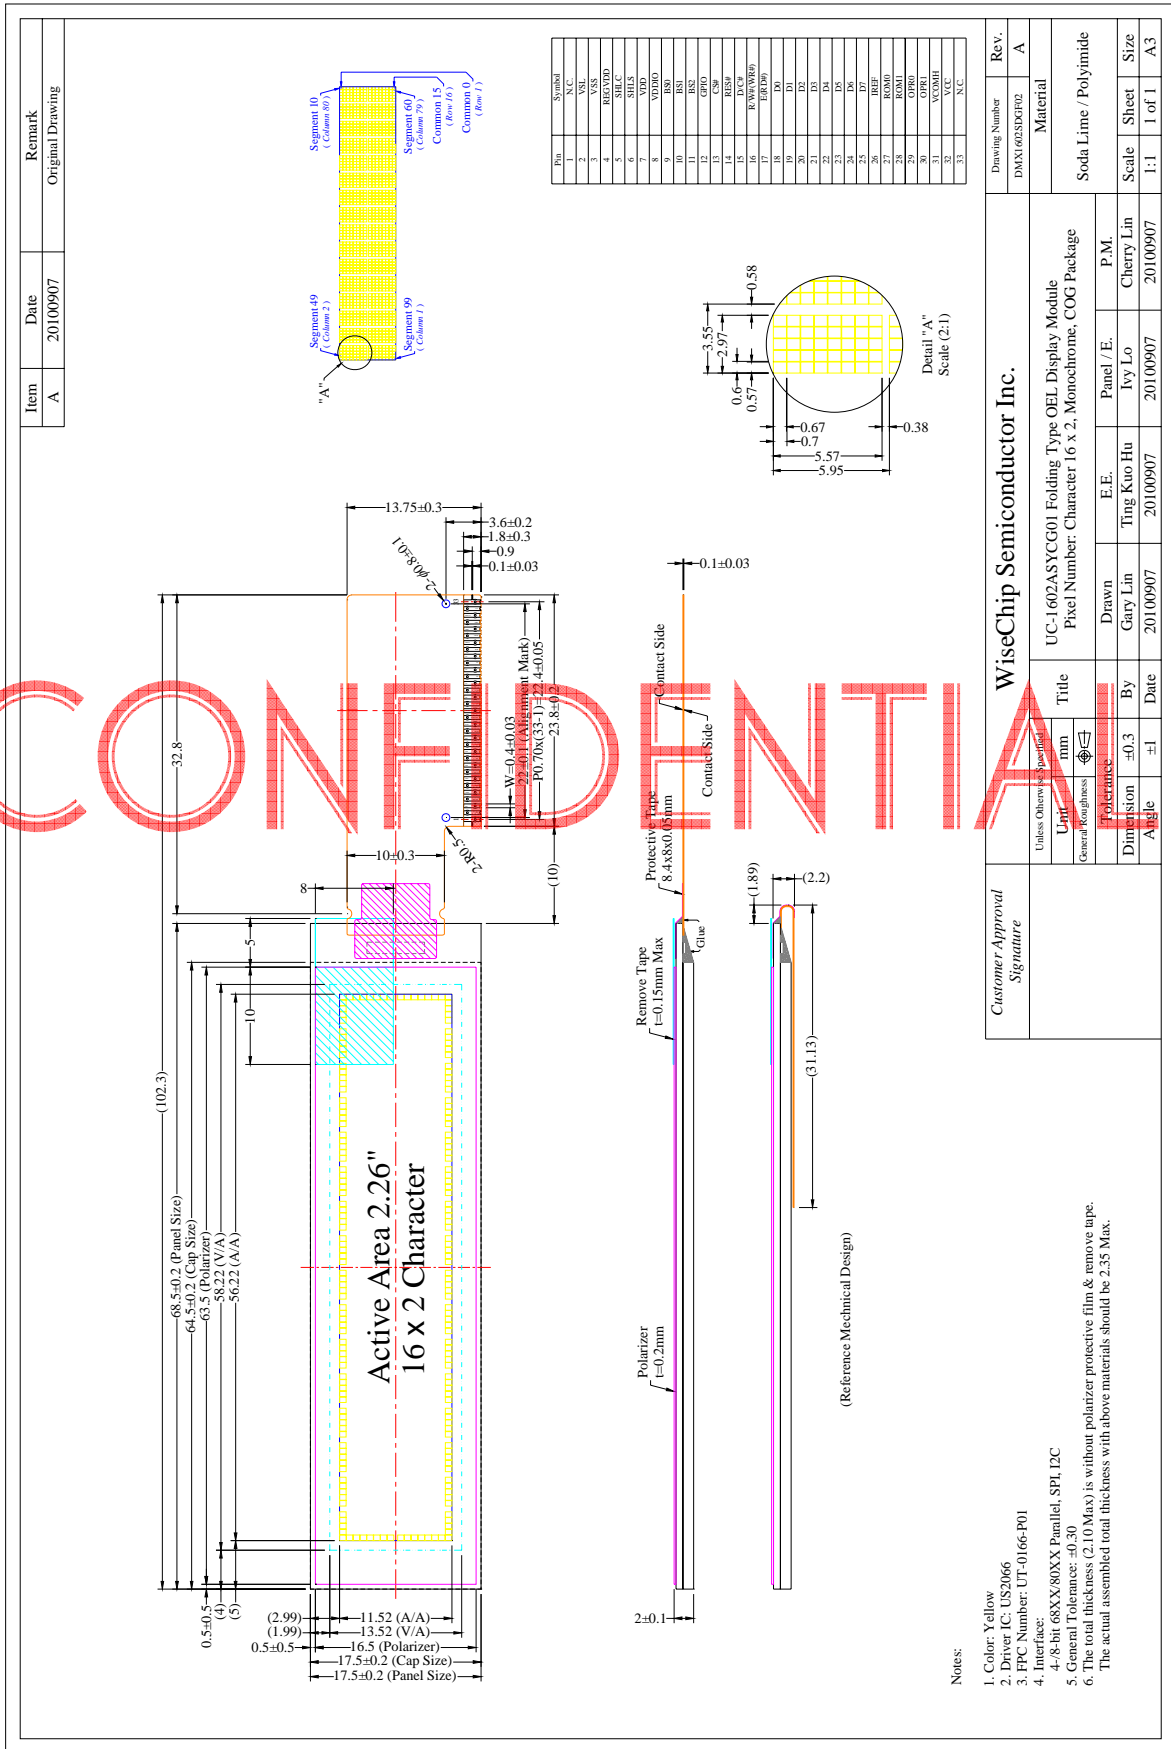 Item Date Remark
A 20100907 Original Drawing
"A"
Segment 49
( Column 2 )
Segment 99
( Column 1 )
Segment 10
( Column 80 )
Segment 60
( Column 79 )
Common 15
( Row 16 )
Common 0
( Row 1 )
Pin Symbol
1 N.C.
2 VSL
3 VSS
4 REGVDD
5 SHLC
6 SHLS
7 VDD
8 VDDIO
9 BS0
10 BS1
11 BS2
12 GPIO
13 CS#
14 RES#
15 D/C#
16 R/W#(WR#)
17 E(RD#)
18 D0
19 D1
20 D2
21 D3
22 D4
23 D5
24 D6
25 D7
26 IREF
27 ROM0
28 ROM1
29 OPR0
30 OPR1
31 VCOMH
32 VCC
33 N.C.
0.58
3.55
2.97
0.6
0.57
0.67
0.7
5.57
5.95
0.38
Detail "A"
Scale (2:1)
(102.3)
32.8
68.5±0.2 (Panel Size)
64.5±0.2 (Cap Size)
63.5 (Polarizer)
58.22 (V/A)
56.22 (A/A)
0.5±0.5
(4)
(5)
10
5
8
10±0.3
13.75±0.3
3.6±0.2
1.8±0.3
0.9
0.1±0.03
2-φ0.8±0.1
2-R0.5
W=0.4±0.03
22±0.1 (Alignment Mark)
P0.70x(33-1)=22.4±0.05
23.8±0.2
(10)
Active Area 2.26"
16 x 2 Character
(2.99)
(1.99)
0.5±0.5
11.52 (A/A)
13.52 (V/A)
16.5 (Polarizer)
17.5±0.2 (Cap Size)
17.5±0.2 (Panel Size)
CONFIDENTIAL
0.1±0.03
Contact Side
Contact Side
Protective Tape
8.4x8x0.05mm
Glue
Remove Tape
t=0.15mm Max
Polarizer
t=0.2mm
2±0.1
(1.89)
(2.2)
(31.13)
(Reference Mechnical Design)
Notes:
1. Color: Yellow
2. Driver IC: US2066
3. FPC Number: UT-0166-P01
4. Interface:
4-/8-bit 68XX/80XX Parallel, SPI, I2C
5. General Tolerance: ±0.30
6. The total thickness (2.10 Max) is without polarizer protective film & remove tape.
The actual assembled total thickness with above materials should be 2.35 Max.
Customer Approval
Signature
WiseChip Semiconductor Inc.
Drawing Number Rev.
DMX1602SDGF02 A
Unless Otherwise Specified
Unit mm
General Roughness
Tolerance
Dimension ±0.3
Angle ±1
Title
UC-1602ASYCG01 Folding Type OEL Display Module
Pixel Number: Character 16 x 2, Monochrome, COG Package
Material
Soda Lime / Polyimide
Drawn E.E. Panel / E. P.M.
By Gary Lin Ting Kuo Hu Ivy Lo Cherry Lin
Date 20100907 20100907 20100907 20100907
Scale Sheet Size
1:1 1 of 1 A3